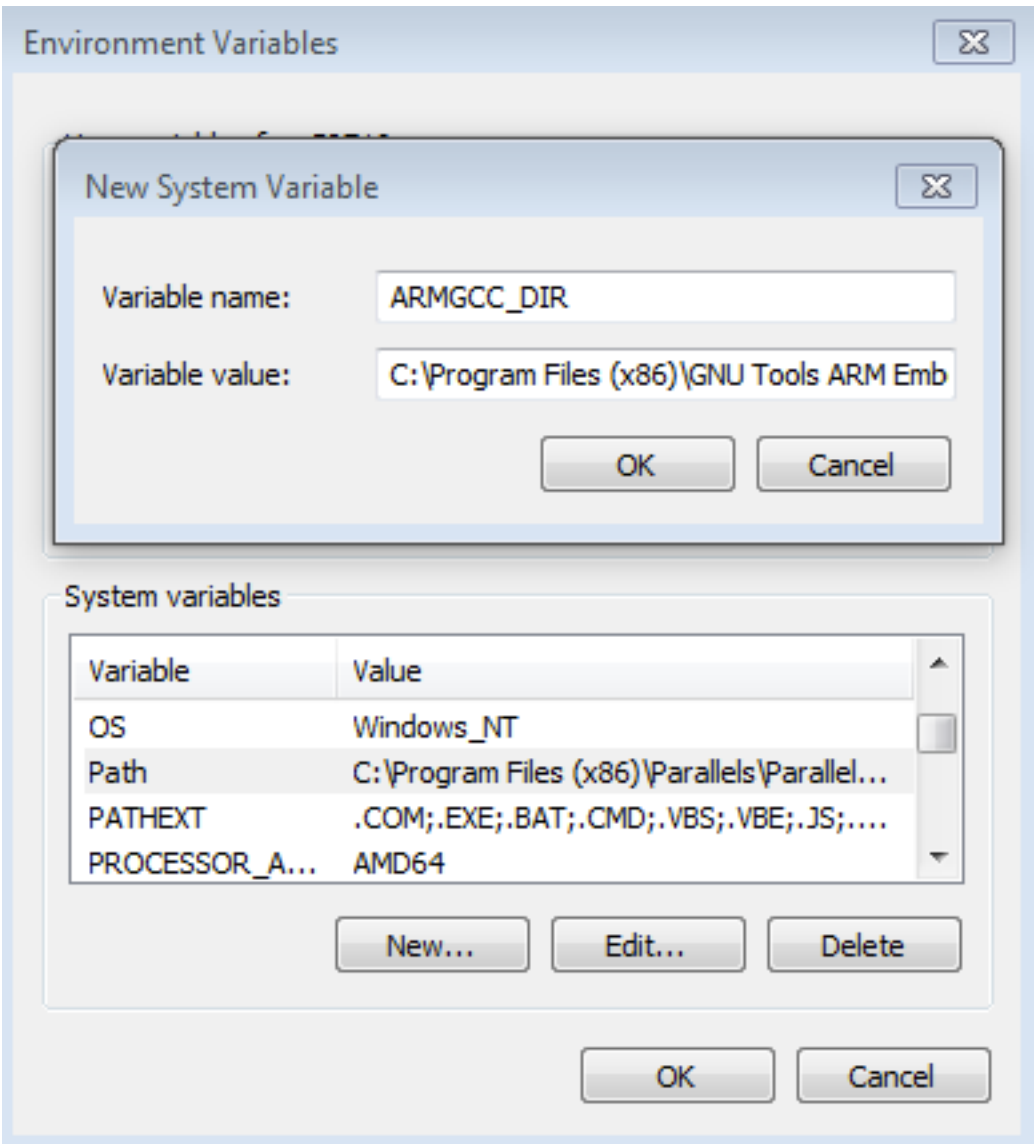 Environment Variables
New System Variable
Variable name: ARMGCC_DIR
Variable value: C:\Program Files (x86)\GNU Tools ARM Emb
OK Cancel
System variables
Variable Value
OS Windows_NT
Path C:\Program Files (x86)\Parallels\Parallel...
PATHEXT .COM;.EXE;.BAT;.CMD;.VBS;.VBE;.JS;....
PROCESSOR_A... AMD64
New... Edit... Delete
OK Cancel